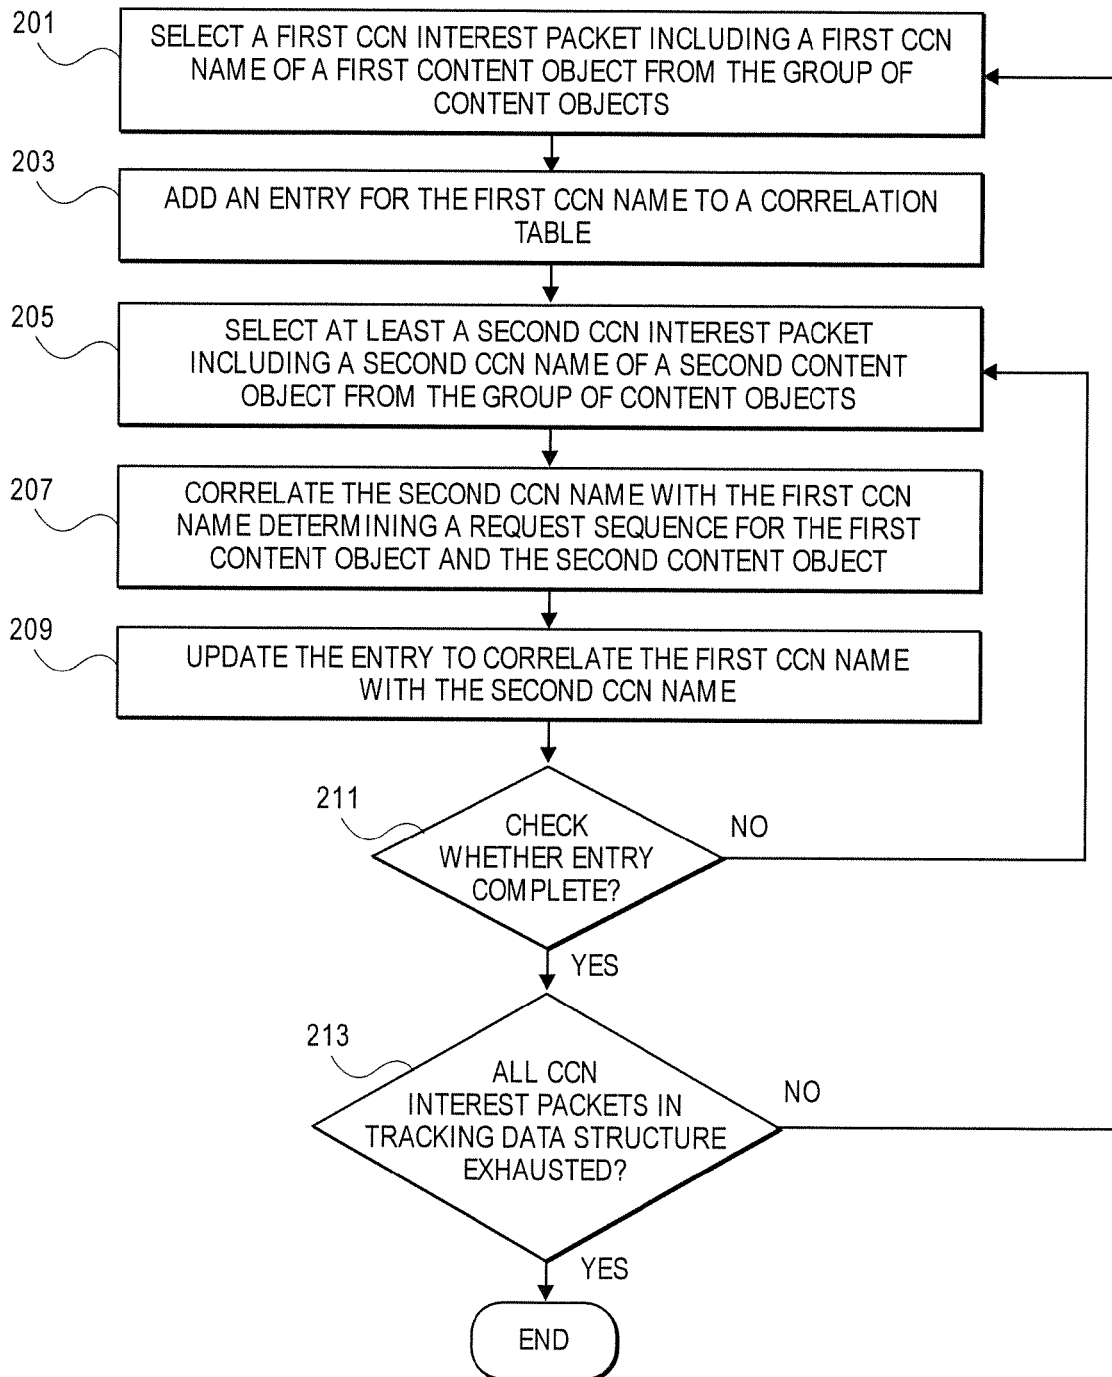 201
SELECT A FIRST CCN INTEREST PACKET INCLUDING A FIRST CCN
NAME OF A FIRST CONTENT OBJECT FROM THE GROUP OF
CONTENT OBJECTS
203
ADD AN ENTRY FOR THE FIRST CCN NAME TO A CORRELATION
TABLE
205
SELECT AT LEAST A SECOND CCN INTEREST PACKET
INCLUDING A SECOND CCN NAME OF A SECOND CONTENT
OBJECT FROM THE GROUP OF CONTENT OBJECTS
207
CORRELATE THE SECOND CCN NAME WITH THE FIRST CCN
NAME DETERMINING A REQUEST SEQUENCE FOR THE FIRST
CONTENT OBJECT AND THE SECOND CONTENT OBJECT
209
UPDATE THE ENTRY TO CORRELATE THE FIRST CCN NAME
WITH THE SECOND CCN NAME
211
CHECK
WHETHER ENTRY
COMPLETE?
NO
YES
213
ALL CCN
INTEREST PACKETS IN
TRACKING DATA STRUCTURE
EXHAUSTED?
NO
YES
END